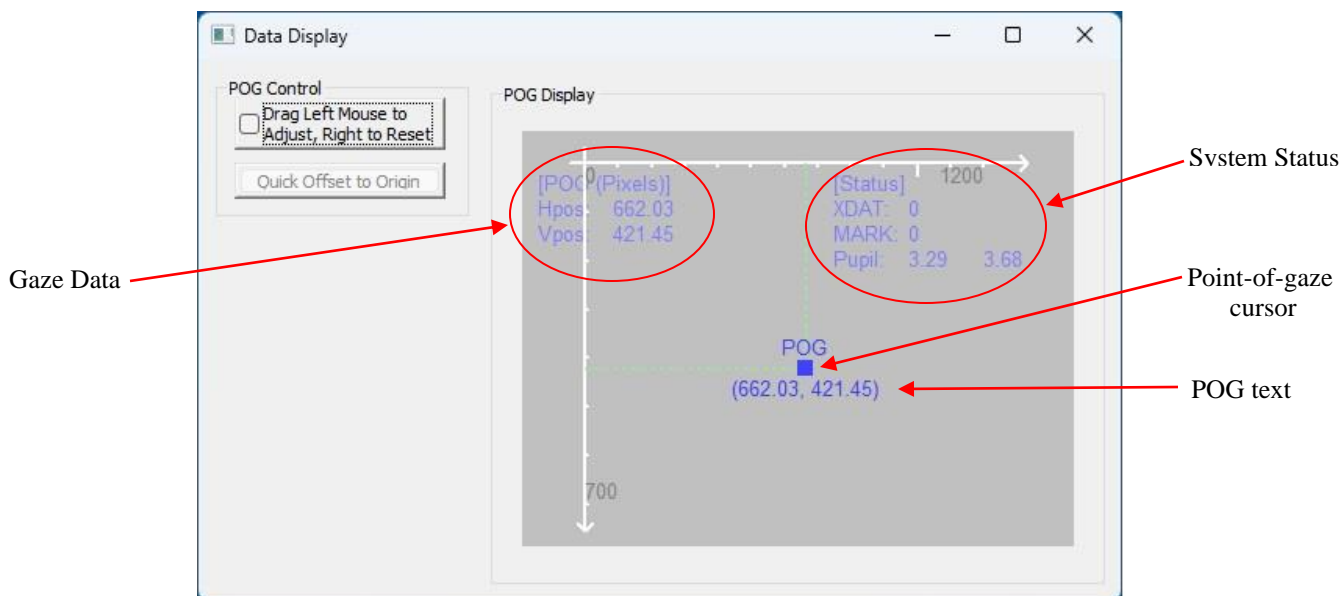 Data Display
POG Control
Drag Left Mouse to
Adjust, Right to Reset
Quick Offset to Origin
POG Display
0
1200
[POG (Pixels)]
Hpos: 662.03
Vpos: 421.45
[Status]
XDAT: 0
MARK: 0
Pupil: 3.29 3.68
POG
(662.03, 421.45)
700
Gaze Data
System Status
Point-of-gaze
cursor
POG text